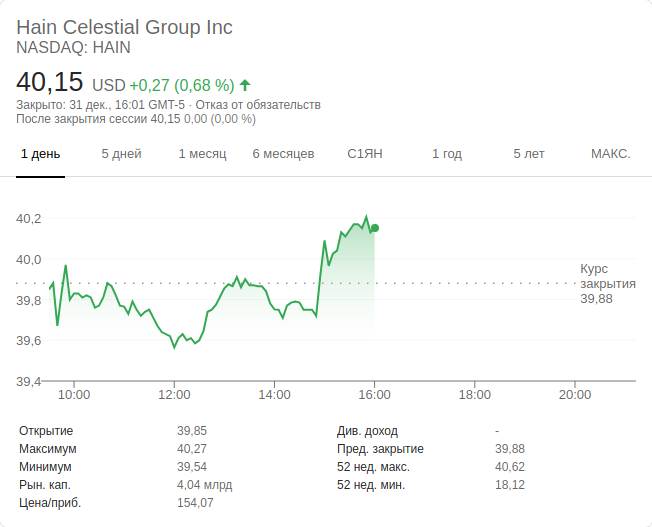 Hain Celestial Group Inc
NASDAQ: HAIN
40,15 USD +0,27 (0,68 %)
Закрыто: 31 дек., 16:01 GMT-5 · Отказ от обязательств
После закрытия сессии 40,15 0,00 (0,00 %)
1 день 5 дней 1 месяц 6 месяцев С1ЯН 1 год 5 лет МАКС.
40,2
40,0
Курс
закрытия
39,88
39,8
39,6
39,4
10:00 12:00 14:00 16:00 18:00 20:00
Открытие 39,85 Див. доход -
Максимум 40,27 Пред. закрытие 39,88
Минимум 39,54 52 нед. макс. 40,62
Рын. кап. 4,04 млрд 52 нед. мин. 18,12
Цена/приб. 154,07